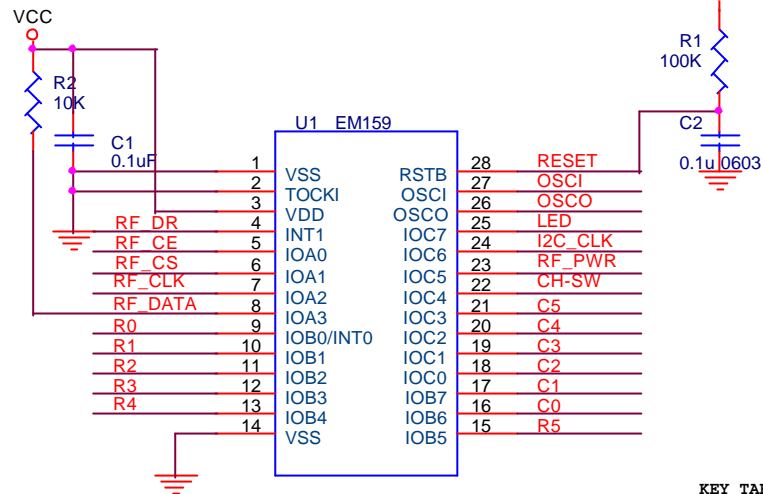 VCC
R1
100K
R2
10K
C1
0.1uF
C2
0.1u 0603
U1 EM159
1 VSS
2 TOCKI
3 VDD
RF_DR 4 INT1
RF_CE 5 IOA0
RF_CS 6 IOA1
RF_CLK 7 IOA2
RF_DATA 8 IOA3
R0 9 IOB0/INT0
R1 10 IOB1
R2 11 IOB2
R3 12 IOB3
R4 13 IOB4
14 VSS
RSTB 28 RESET
OSCI 27 OSCI
OSCO 26 OSCO
IOC7 25 LED
IOC6 24 I2C_CLK
IOC5 23 RF_PWR
IOC4 22 CH-SW
IOC3 21 C5
IOC2 20 C4
IOC1 19 C3
IOC0 18 C2
IOB7 17 C1
IOB6 16 C0
IOB5 15 R5
KEY